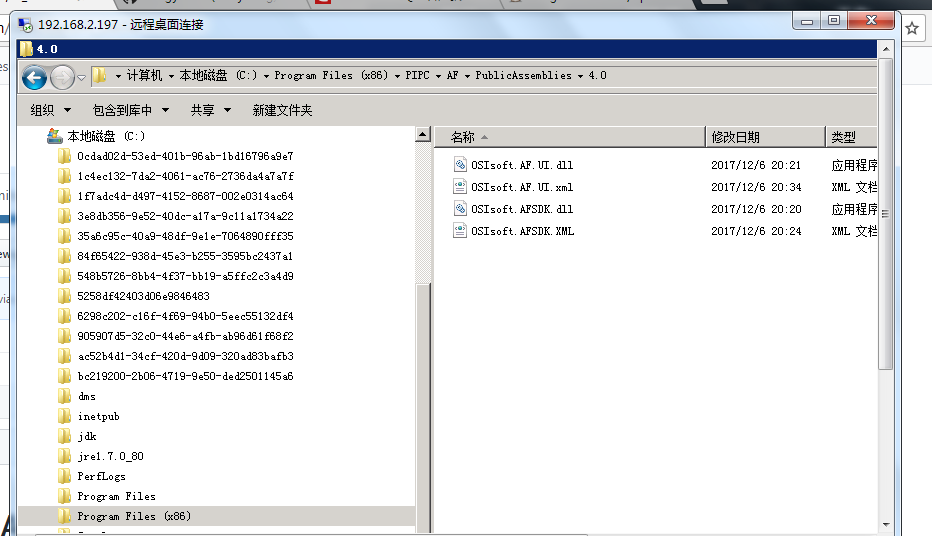 192.168.2.197 - 远程桌面连接
4.0
计算机 本地磁盘 (C:) Program Files (x86) PIPC AF PublicAssemblies 4.0
组织 包含到库中 共享 新建文件夹
本地磁盘 (C:)
0cdad02d-53ed-401b-96ab-1bd16796a9e7
1c4ec132-7da2-4061-ac76-2736da4a7a7f
1f7adc4d-d497-4152-8687-002e0314ac64
3e8db356-9e52-40dc-a17a-9c11a1734a22
35a6c95c-40a9-48df-9e1e-7064890fff35
84f65422-938d-45e3-b255-3595bc2437a1
548b5726-8bb4-4f37-bb19-a5ffc2c3a4d9
5258df42403d06e9846483
6298c202-c16f-4f69-94b0-5eec55132df4
905907d5-32c0-44e6-a4fb-ab96d61f68f2
ac52b4d1-34cf-420d-9d09-320ad83bafb3
bc219200-2b06-4719-9e50-ded2501145a6
dms
inetpub
jdk
jre1.7.0_80
PerfLogs
Program Files
Program Files (x86)
名称 修改日期 类型
OSIsoft.AF.UI.dll 2017/12/6 20:21 应用程序
OSIsoft.AF.UI.xml 2017/12/6 20:34 XML 文档
OSIsoft.AFSDK.dll 2017/12/6 20:20 应用程序
OSIsoft.AFSDK.XML 2017/12/6 20:24 XML 文档